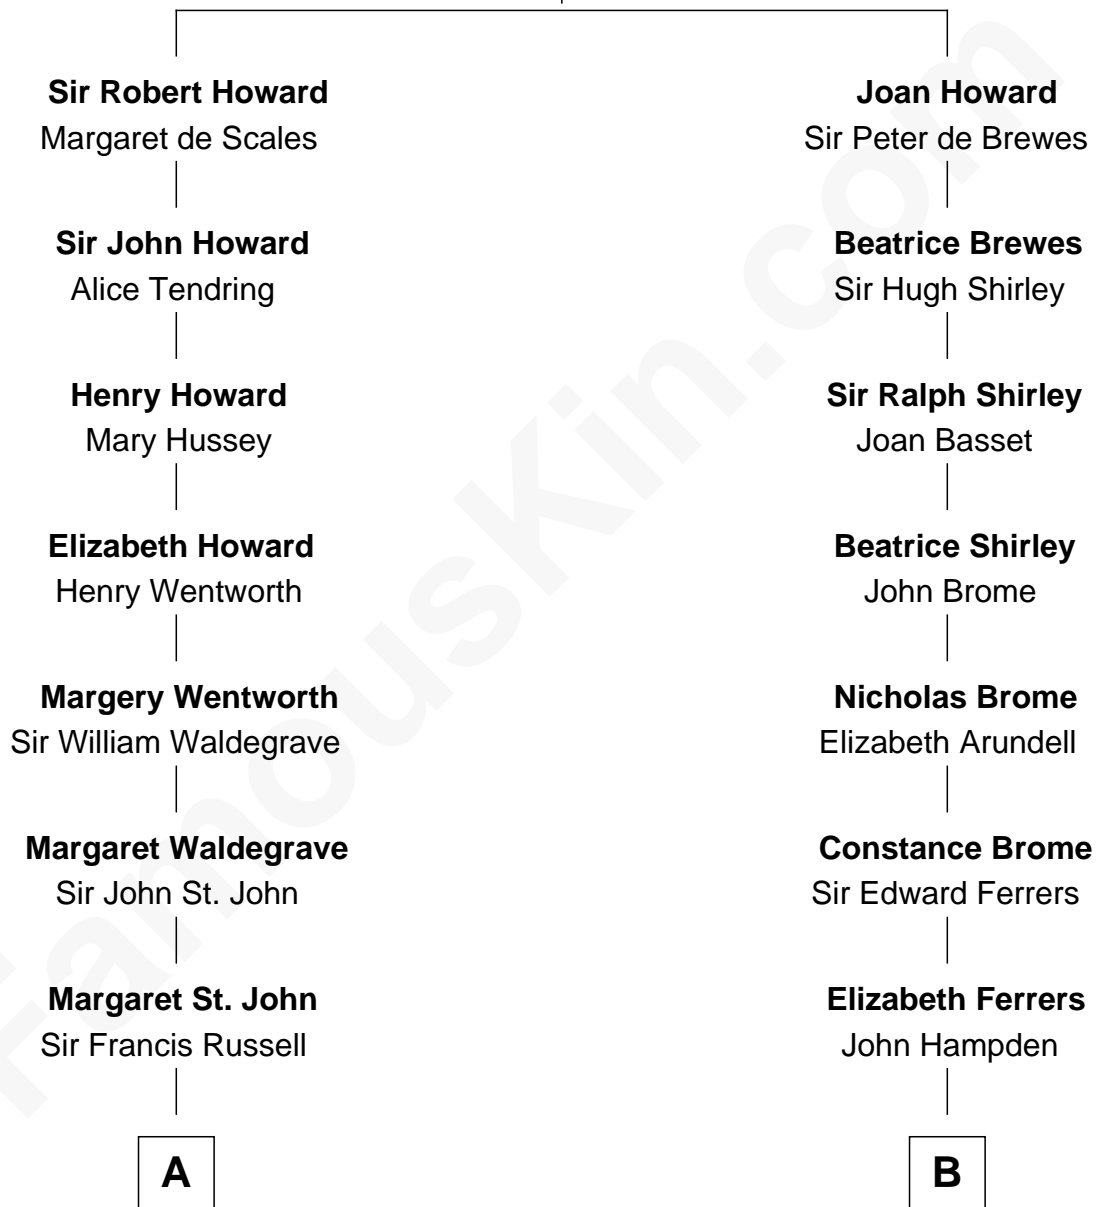 Sir Robert Howard
Margaret de Scales
Sir John Howard
Alice Tendring
Henry Howard
Mary Hussey
Elizabeth Howard
Henry Wentworth
Margery Wentworth
Sir William Waldegrave
Margaret Waldegrave
Sir John St. John
Margaret St. John
Sir Francis Russell
A
Joan Howard
Sir Peter de Brewes
Beatrice Brewes
Sir Hugh Shirley
Sir Ralph Shirley
Joan Basset
Beatrice Shirley
John Brome
Nicholas Brome
Elizabeth Arundell
Constance Brome
Sir Edward Ferrers
Elizabeth Ferrers
John Hampden
B
FamousKin.com